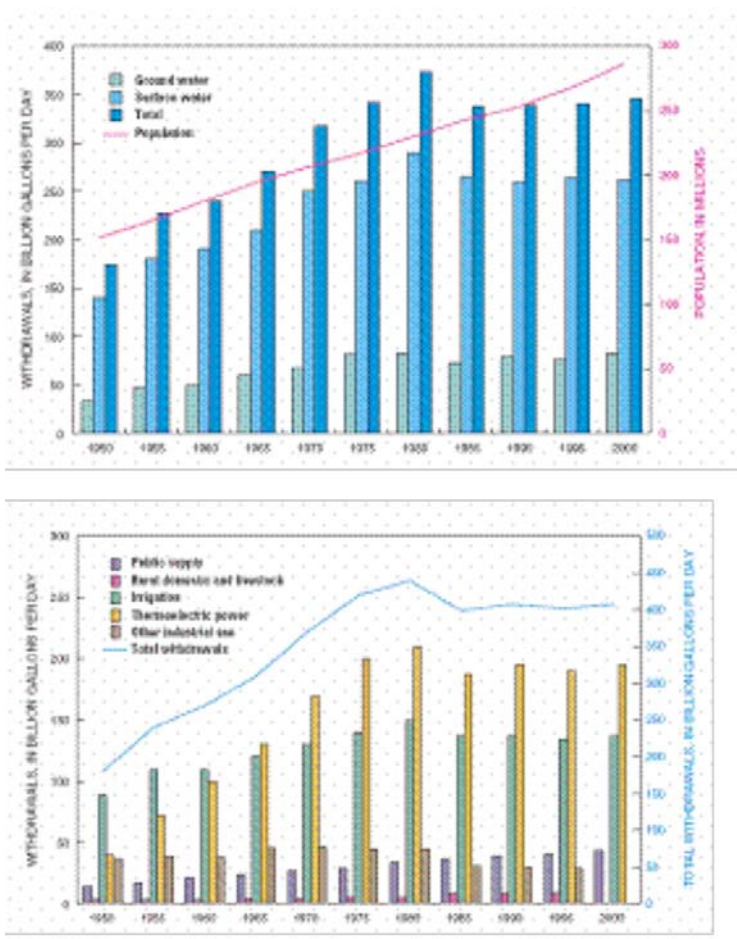 400
350
300
250
200
150
100
50
0
Ground water
Surface water
Total
Population
WITHDRAWALS, IN BILLION GALLONS PER DAY
300
250
200
150
100
50
0
POPULATION, IN MILLIONS
1950 1955 1960 1965 1970 1975 1980 1985 1990 1995 2000
300
250
200
150
100
50
0
Public supply
Rural domestic and livestock
Irrigation
Thermoelectric power
Other industrial use
Total withdrawals
WITHDRAWALS, IN BILLION GALLONS PER DAY
500
450
400
350
300
250
200
150
100
50
0
TOTAL WITHDRAWALS, IN BILLION GALLONS PER DAY
1950 1955 1960 1965 1970 1975 1980 1985 1990 1995 2000